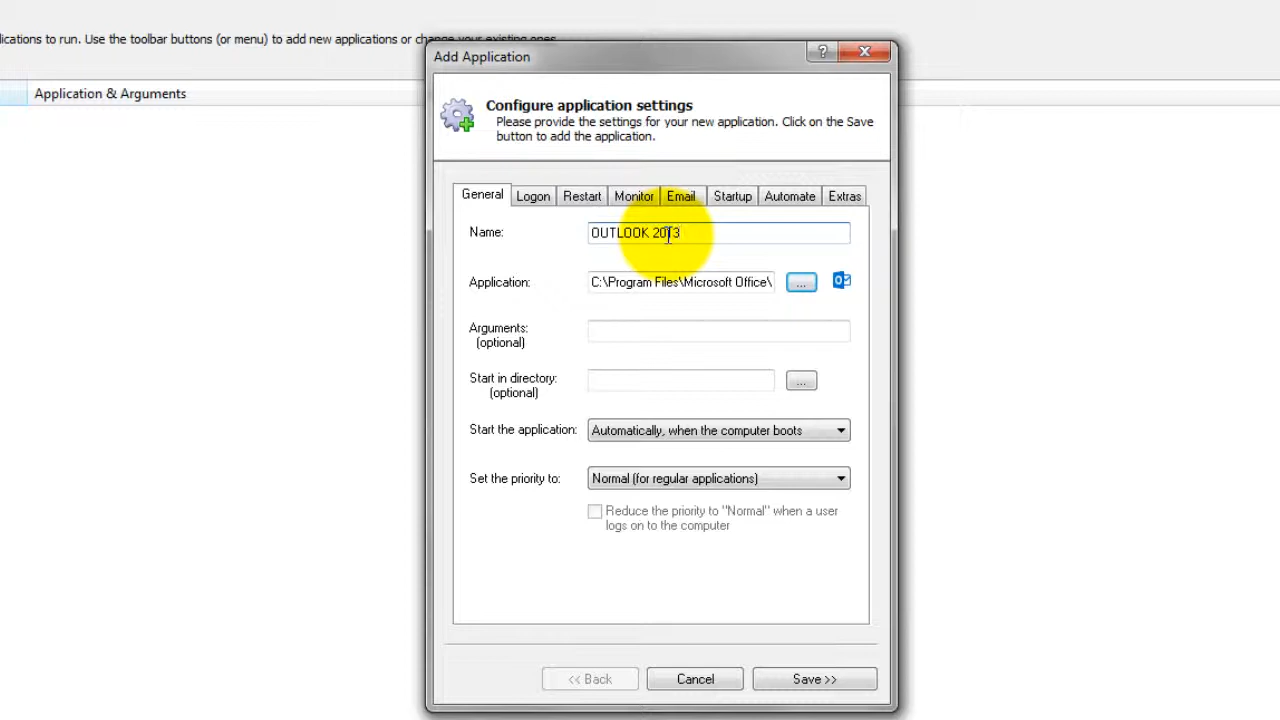 lications to run. Use the toolbar buttons (or menu) to add new applications or change your existing ones.
Application & Arguments
Add Application
?
Configure application settings
Please provide the settings for your new application. Click on the Save
button to add the application.
General Logon Restart Monitor Email Startup Automate Extras
Name: OUTLOOK 2013
Application: C:\Program Files\Microsoft Office\ ...
Arguments:
(optional)
Start in directory: ...
(optional)
Start the application: Automatically, when the computer boots
Set the priority to: Normal (for regular applications)
Reduce the priority to "Normal" when a user
logs on to the computer
<< Back Cancel Save >>